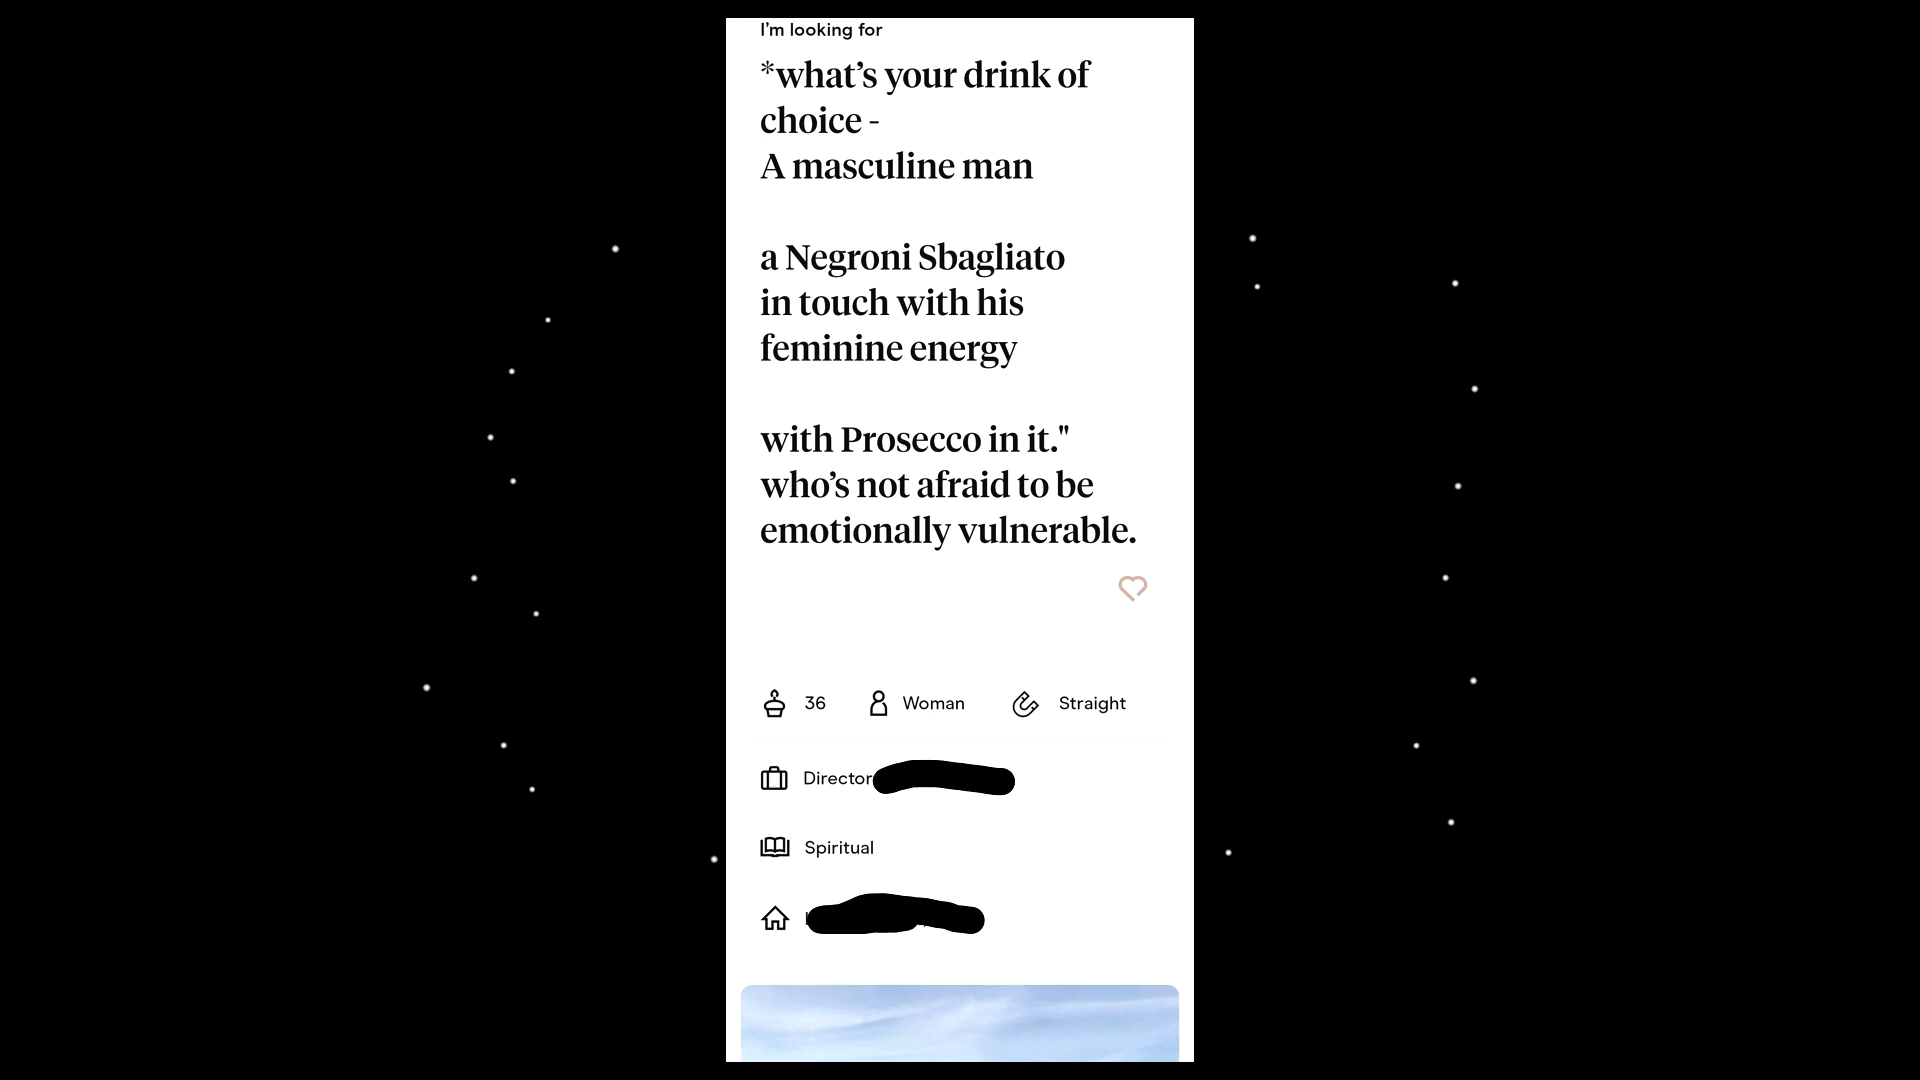 I'm looking for
*what's your drink of
choice -
A masculine man
a Negroni Sbagliato
in touch with his
feminine energy
with Prosecco in it."
who's not afraid to be
emotionally vulnerable.
36 Woman Straight
Director
Spiritual